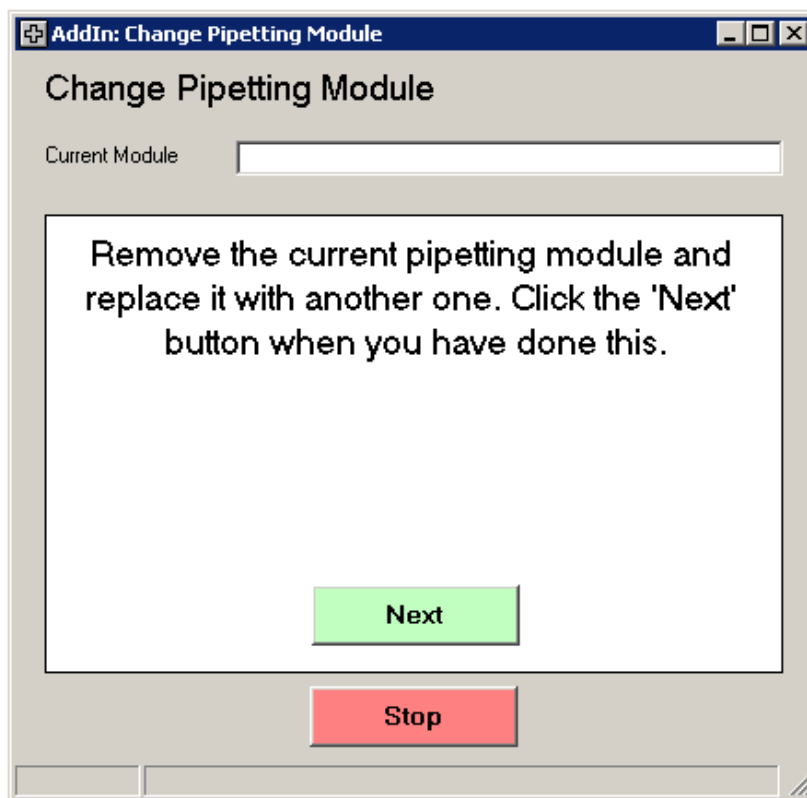 AddIn: Change Pipetting Module
Change Pipetting Module
Current Module
Remove the current pipetting module and
replace it with another one. Click the 'Next'
button when you have done this.
Next
Stop